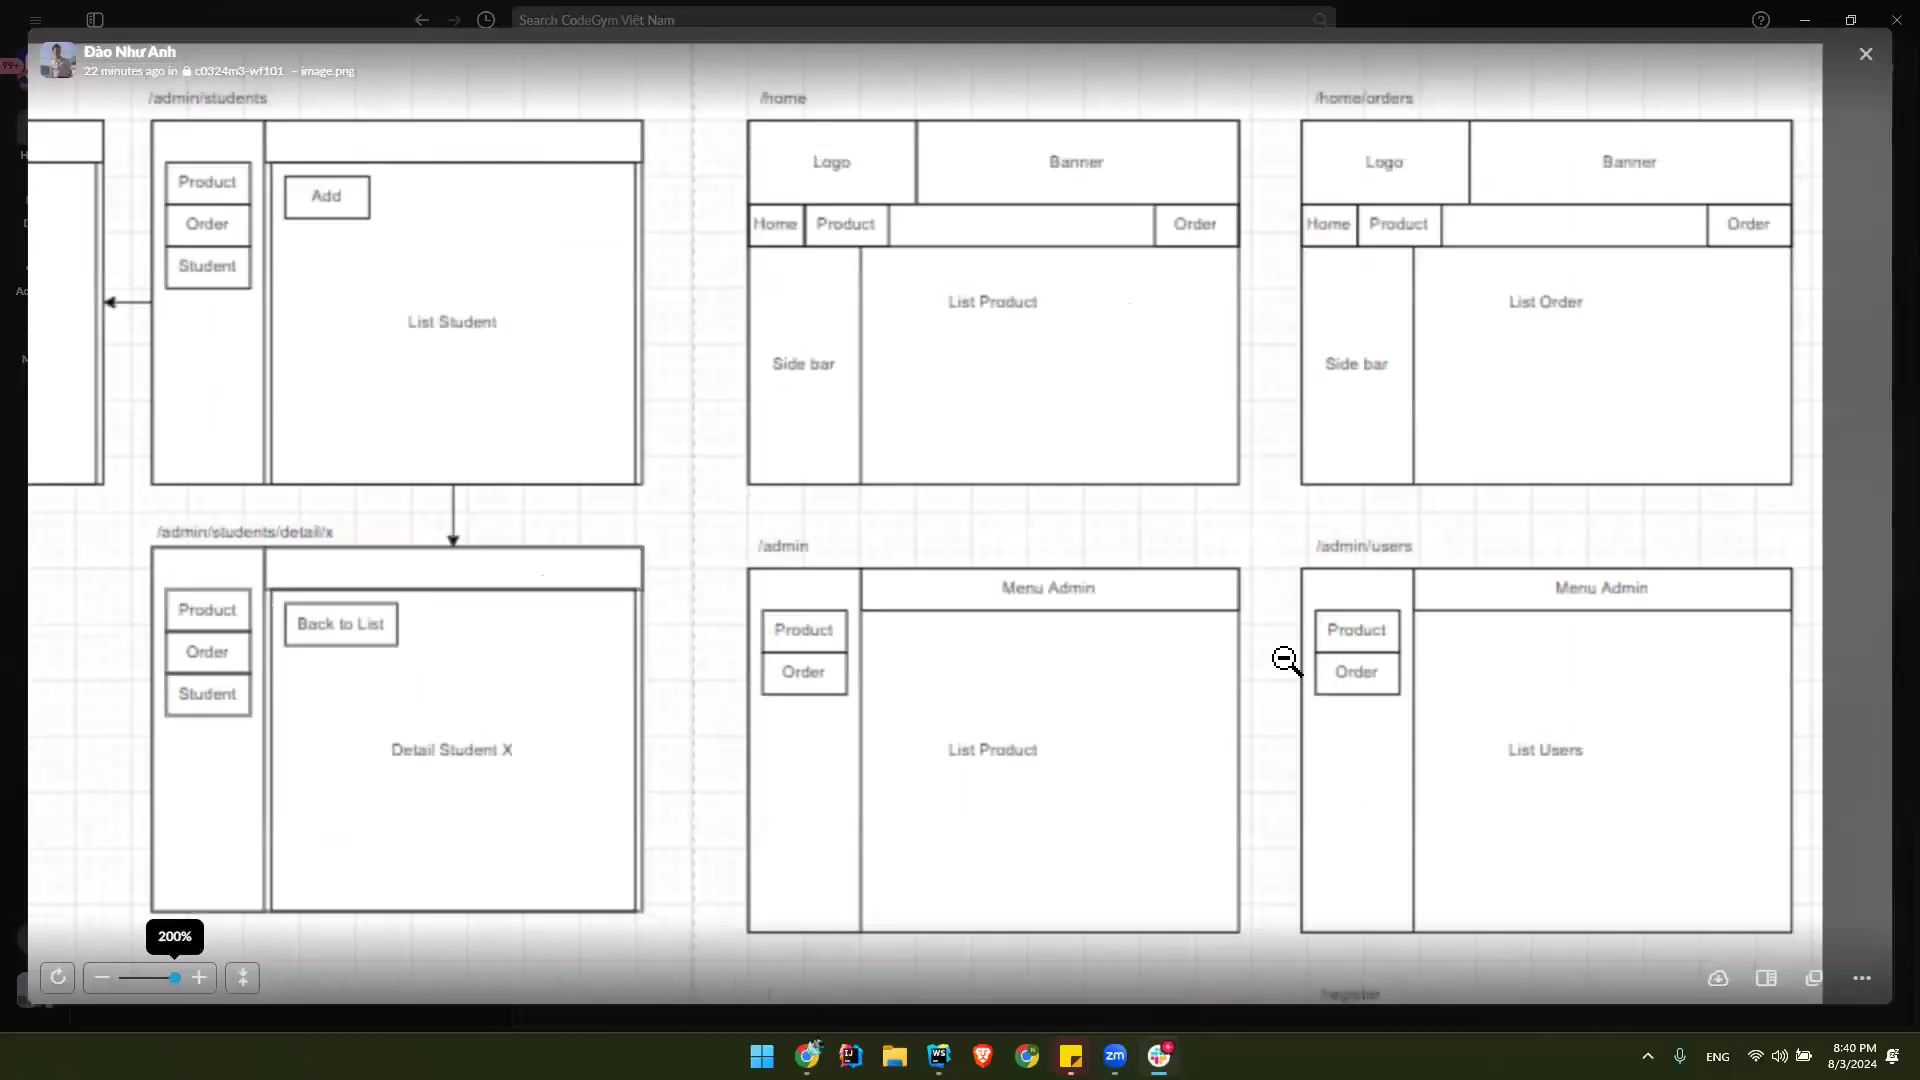 Search CodeGym Việt Nam
99+
Đào Như Anh
22 minutes ago in c0324m3-wf101 – image.png
/admin/students
Product
Order
Student
Add
List Student
/home
Logo
Banner
Home
Product
Order
Side bar
List Product
/home/orders
Logo
Banner
Home
Product
Order
Side bar
List Order
/admin/students/detail/x
Product
Order
Student
Back to List
Detail Student X
/admin
Menu Admin
Product
Order
List Product
/admin/users
Menu Admin
Product
Order
List Users
/register
200%
ENG
8:40 PM
8/3/2024